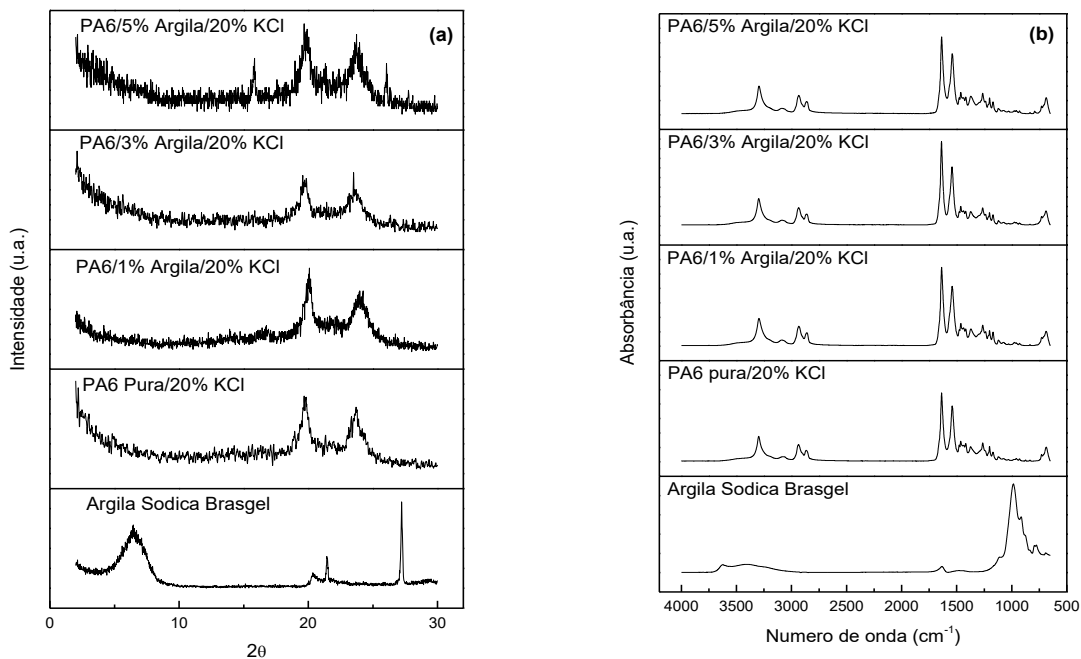 PA6/5% Argila/20% KCl
(a)
PA6/3% Argila/20% KCl
PA6/1% Argila/20% KCl
PA6 Pura/20% KCl
Argila Sodica Brasgel
Intensidade (u.a.)
0 10 20 30
2θ
PA6/5% Argila/20% KCl
(b)
PA6/3% Argila/20% KCl
PA6/1% Argila/20% KCl
PA6 pura/20% KCl
Argila Sodica Brasgel
Absorbância (u.a.)
4000 3500 3000 2500 2000 1500 1000 500
Numero de onda (cm⁻¹)